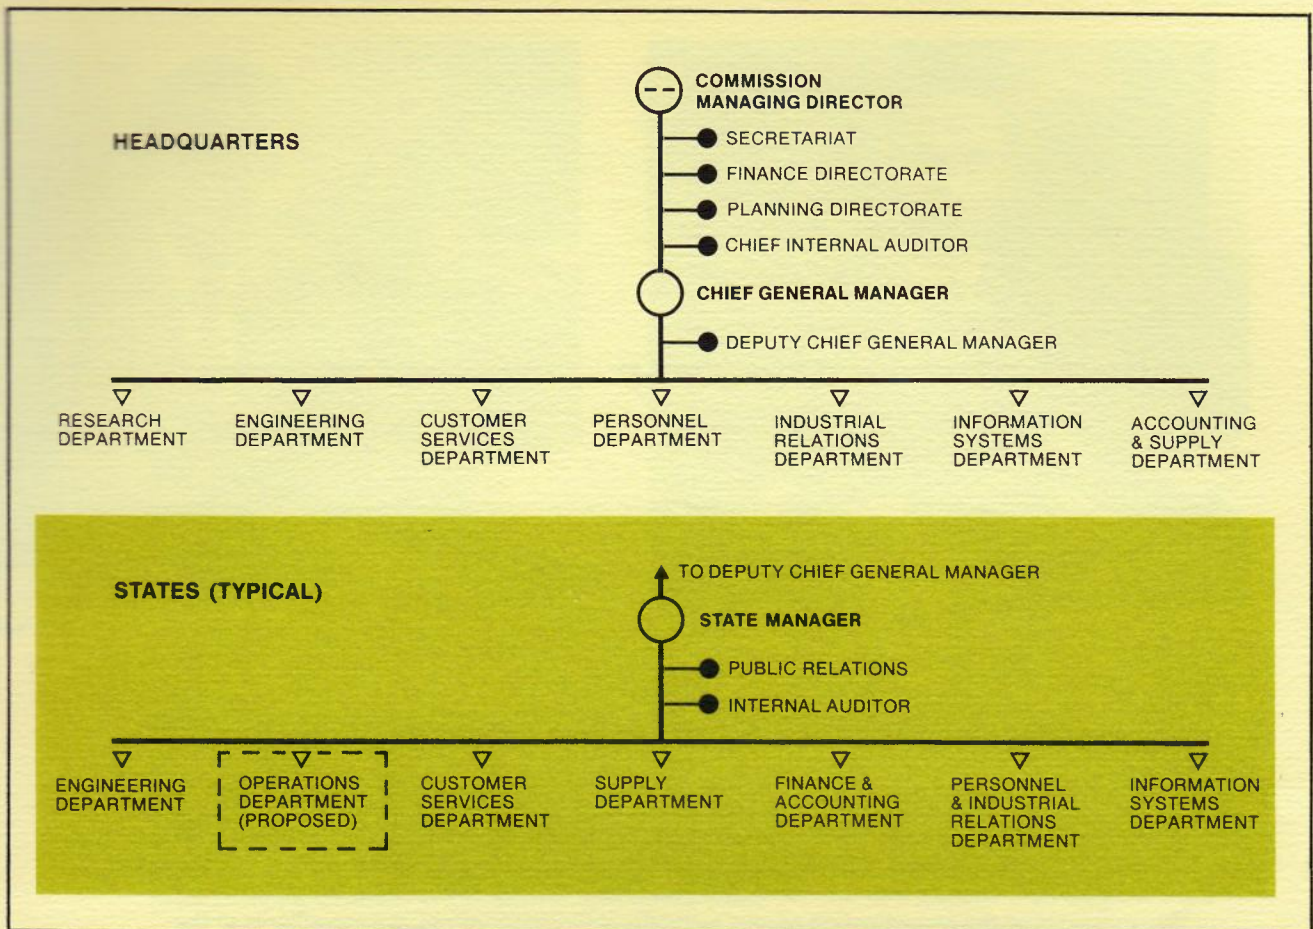 COMMISSION
MANAGING DIRECTOR
HEADQUARTERS
SECRETARIAT
FINANCE DIRECTORATE
PLANNING DIRECTORATE
CHIEF INTERNAL AUDITOR
CHIEF GENERAL MANAGER
DEPUTY CHIEF GENERAL MANAGER
RESEARCH
DEPARTMENT
ENGINEERING
DEPARTMENT
CUSTOMER
SERVICES
DEPARTMENT
PERSONNEL
DEPARTMENT
INDUSTRIAL
RELATIONS
DEPARTMENT
INFORMATION
SYSTEMS
DEPARTMENT
ACCOUNTING
& SUPPLY
DEPARTMENT
STATES (TYPICAL)
TO DEPUTY CHIEF GENERAL MANAGER
STATE MANAGER
PUBLIC RELATIONS
INTERNAL AUDITOR
ENGINEERING
DEPARTMENT
OPERATIONS
DEPARTMENT
(PROPOSED)
CUSTOMER
SERVICES
DEPARTMENT
SUPPLY
DEPARTMENT
FINANCE &
ACCOUNTING
DEPARTMENT
PERSONNEL
& INDUSTRIAL
RELATIONS
DEPARTMENT
INFORMATION
SYSTEMS
DEPARTMENT